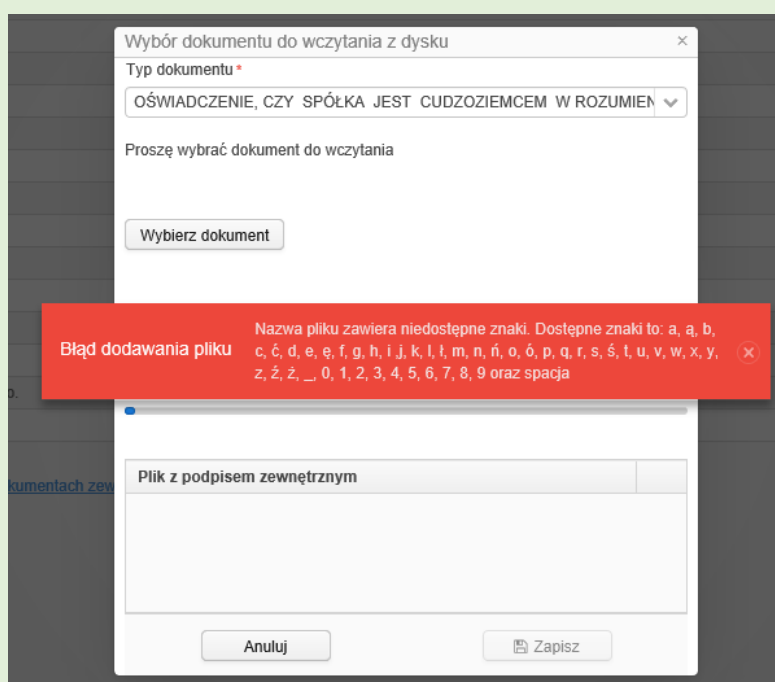 Wybór dokumentu do wczytania z dysku
Typ dokumentu *
OŚWIADCZENIE, CZY SPÓŁKA JEST CUDZOZIEMCEM W ROZUMIEN
Proszę wybrać dokument do wczytania
Wybierz dokument
Błąd dodawania pliku
Nazwa pliku zawiera niedostępne znaki. Dostępne znaki to: a, ą, b,
c, ć, d, e, ę, f, g, h, i ,j, k, l, ł, m, n, ń, o, ó, p, q, r, s, ś, t, u, v, w, x, y,
z, ź, ż, _, 0, 1, 2, 3, 4, 5, 6, 7, 8, 9 oraz spacja
o.
kumentach zew
Plik z podpisem zewnętrznym
Anuluj
Zapisz